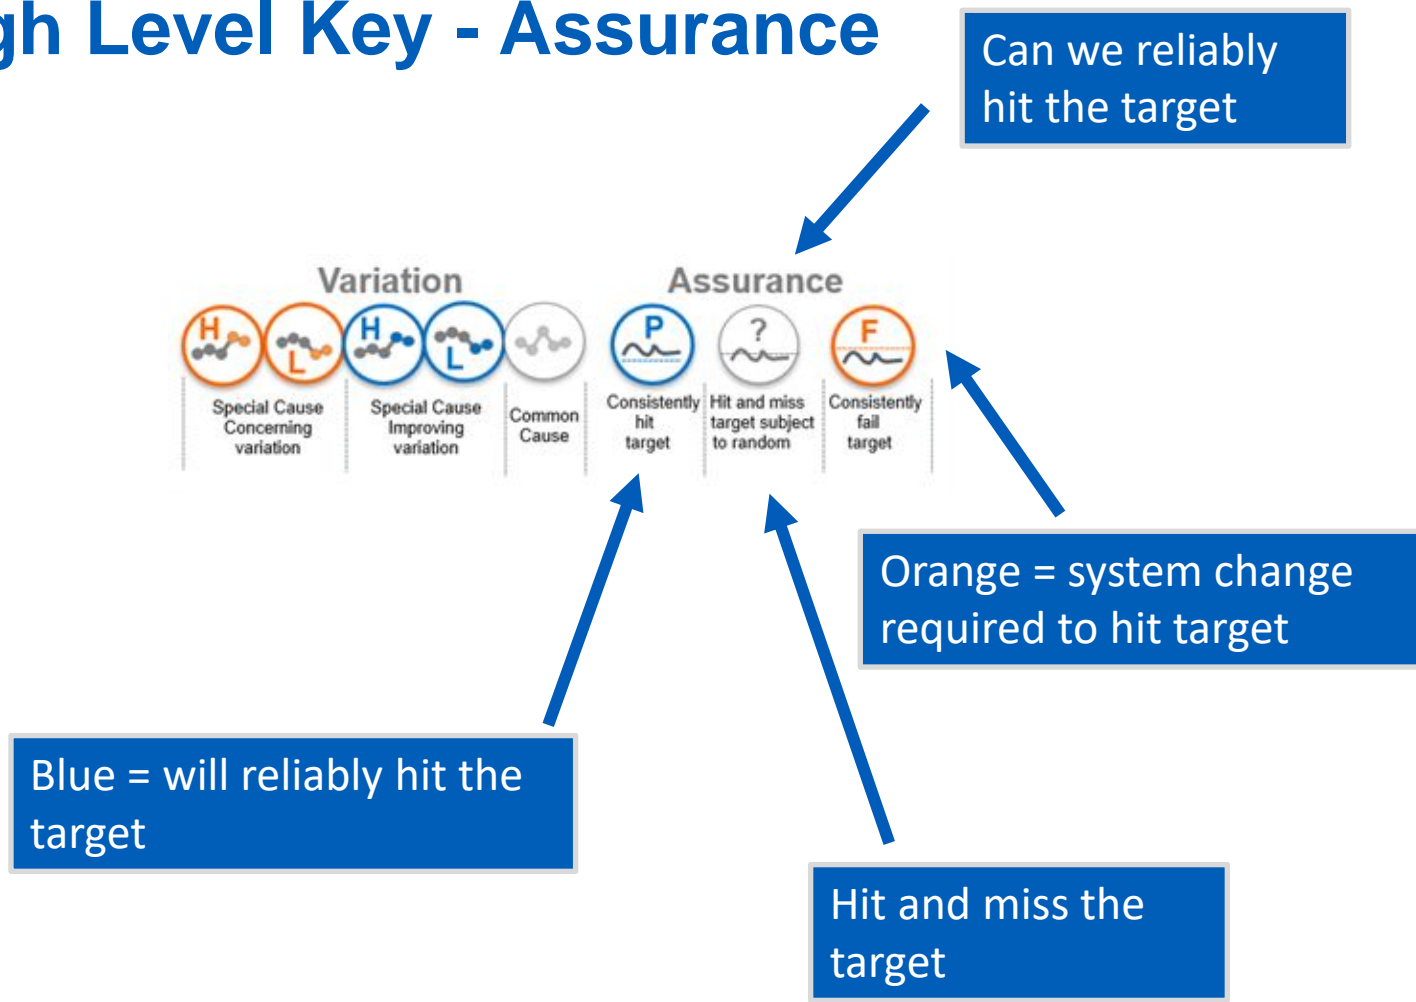 gh Level Key - Assurance
Can we reliably
hit the target
Variation
Assurance
H
L
H
L
P
?
F
Special Cause
Concerning
variation
Special Cause
Improving
variation
Common
Cause
Consistently
hit
target
Hit and miss
target subject
to random
Consistently
fail
target
Orange = system change
required to hit target
Blue = will reliably hit the
target
Hit and miss the
target